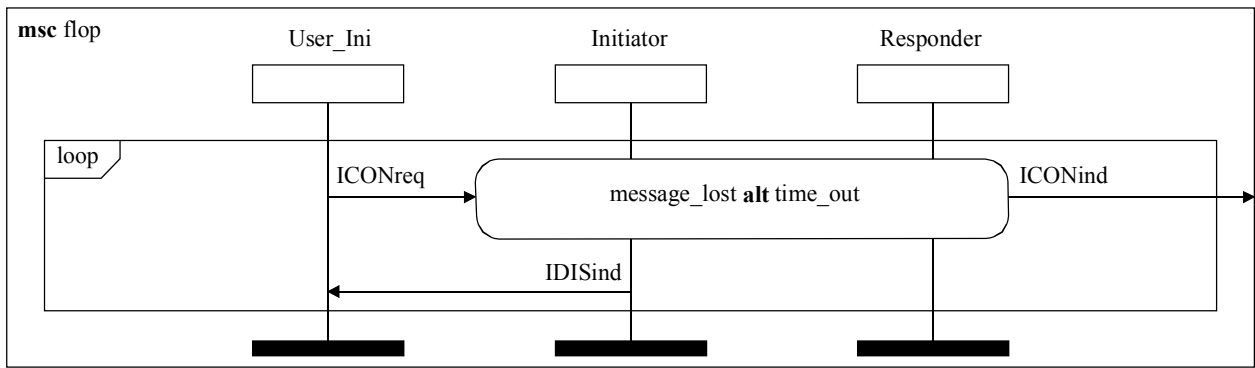 msc flop
User_Ini
Initiator
Responder
loop
ICONreq
message_lost alt time_out
ICONind
IDISind